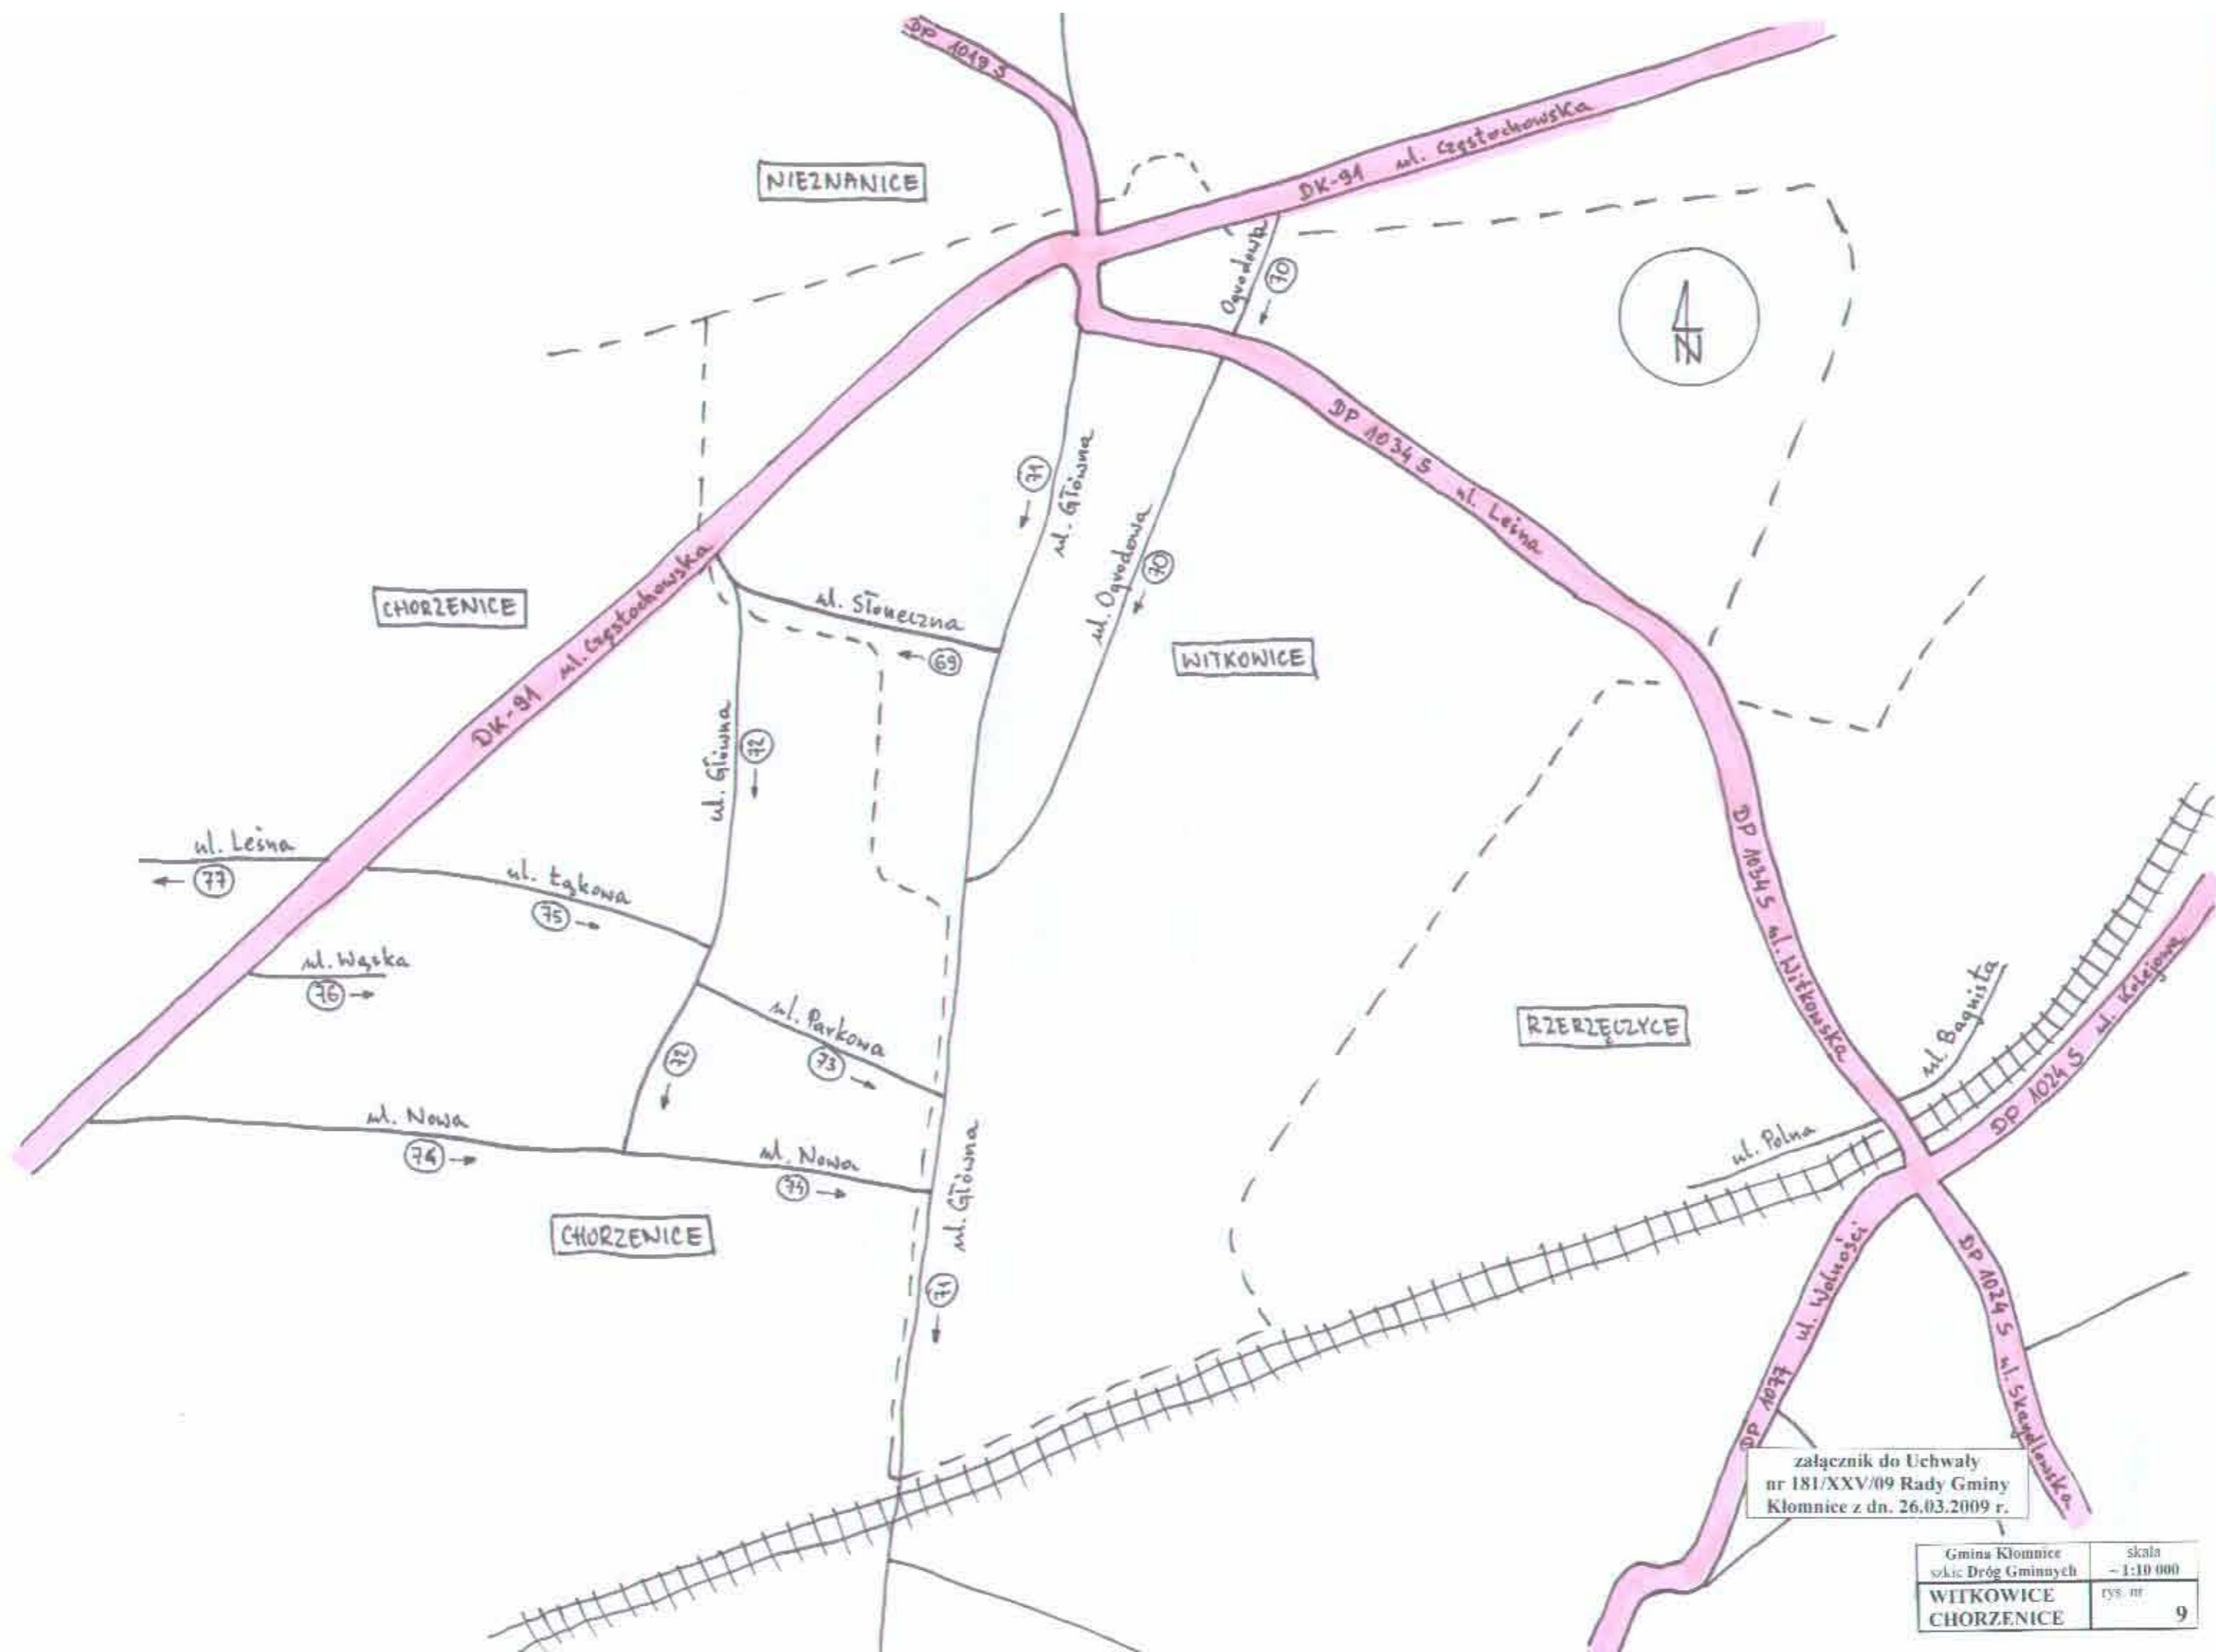 DP 1019 S
DK-91 ul. Częstochowska
NIEZNANICE
Ogrodowa
70
N
DP 1034 S ul. Leśna
71
ul. Główna
ul. Ogrodowa
70
CHORZENICE
DK-91 ul. Częstochowska
ul. Słoneczna
69
WITKOWICE
ul. Główna
72
ul. Leśna
77
ul. Łąkowa
75
ul. Wąska
76
ul. Parkowa
73
72
ul. Nowa
74
ul. Nowa
74
CHORZENICE
ul. Główna
71
DP 1034 S ul. Witkowska
RZERZĘCZYCE
ul. Bagnista
ul. Polna
DP 1024 S ul. Kolejowa
DP 1077 ul. Wolności
DP 1024 S ul. Skrzydlowska
załącznik do Uchwały
nr 181/XXV/09 Rady Gminy
Kłomnice z dn. 26.03.2009 r.
Gmina Kłomnice
szkic Dróg Gminnych
skala
~ 1:10 000
WITKOWICE
CHORZENICE
rys. nr
9